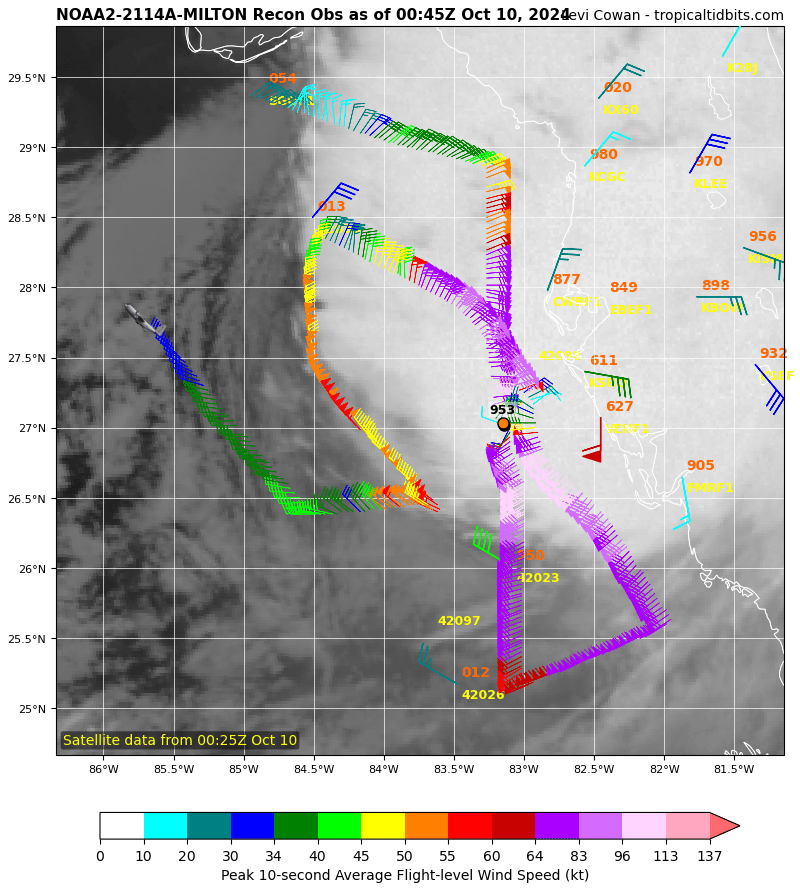 NOAA2-2114A-MILTON Recon Obs as of 00:45Z Oct 10, 2024
Levi Cowan - tropicaltidbits.com
29.5°N
29°N
28.5°N
28°N
27.5°N
27°N
26.5°N
26°N
25.5°N
25°N
054
020
980
KCGC
970
KLEE
013
956
877
849
898
611
932
627
VENF1
953
905
FMRF1
42023
42097
012
42026
Satellite data from 00:25Z Oct 10
86°W 85.5°W 85°W 84.5°W 84°W 83.5°W 83°W 82.5°W 82°W 81.5°W
0 10 20 30 34 40 45 50 55 60 64 83 96 113 137
Peak 10-second Average Flight-level Wind Speed (kt)